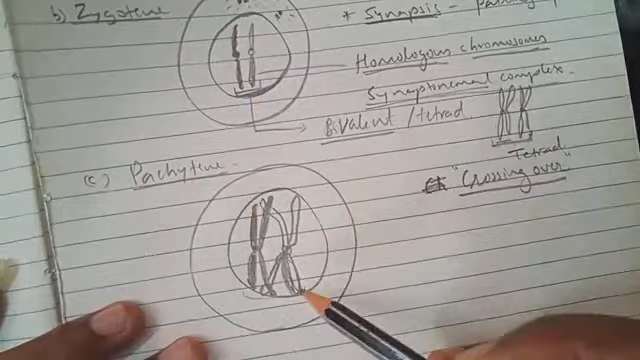 b) Zygotene
* Synapsis -
Homologous chromosomes
Synaptonemal complex.
Bivalent / tetrad.
Tetrad
(c) Pachytene.
"Crossing over"